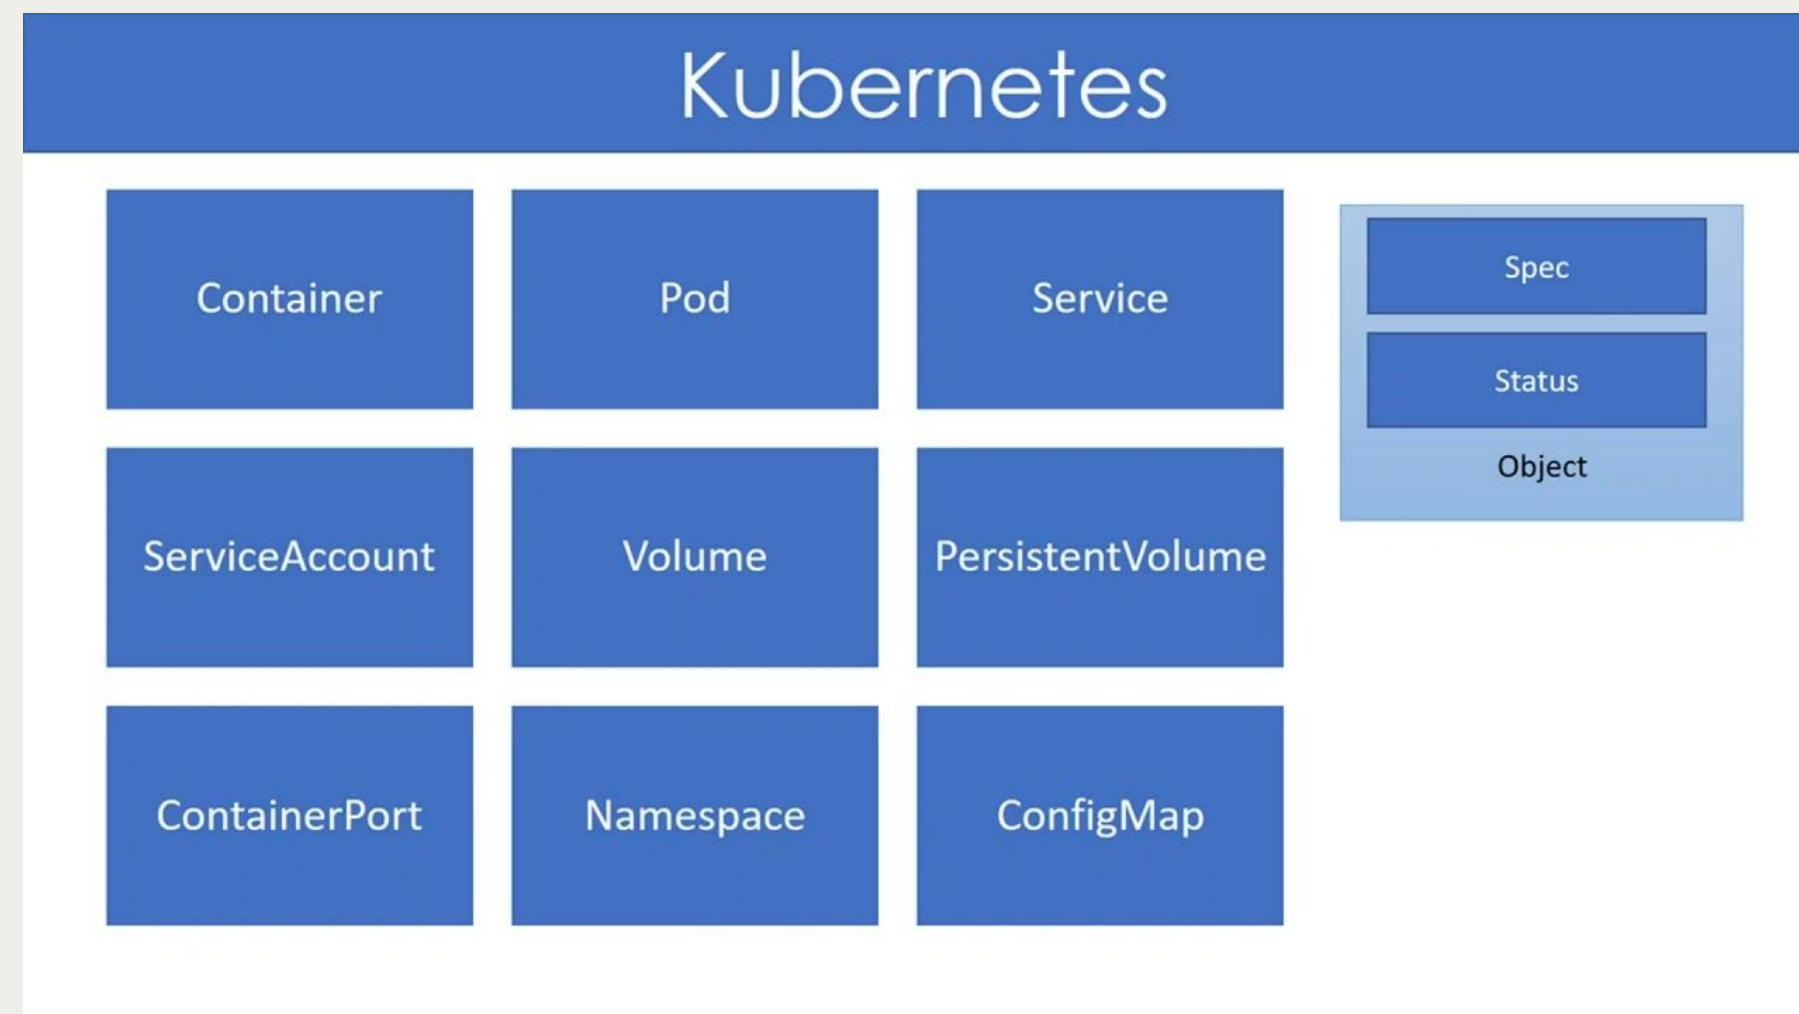 Kubernetes
Container
Pod
Service
ServiceAccount
Volume
PersistentVolume
ContainerPort
Namespace
ConfigMap
Spec
Status
Object